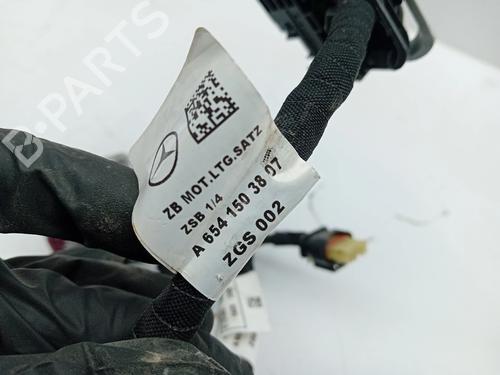 B-PARTS
ZB MOT.LTG.SATZ
ZSB 1/4
A 654 150 38 07
ZGS 002